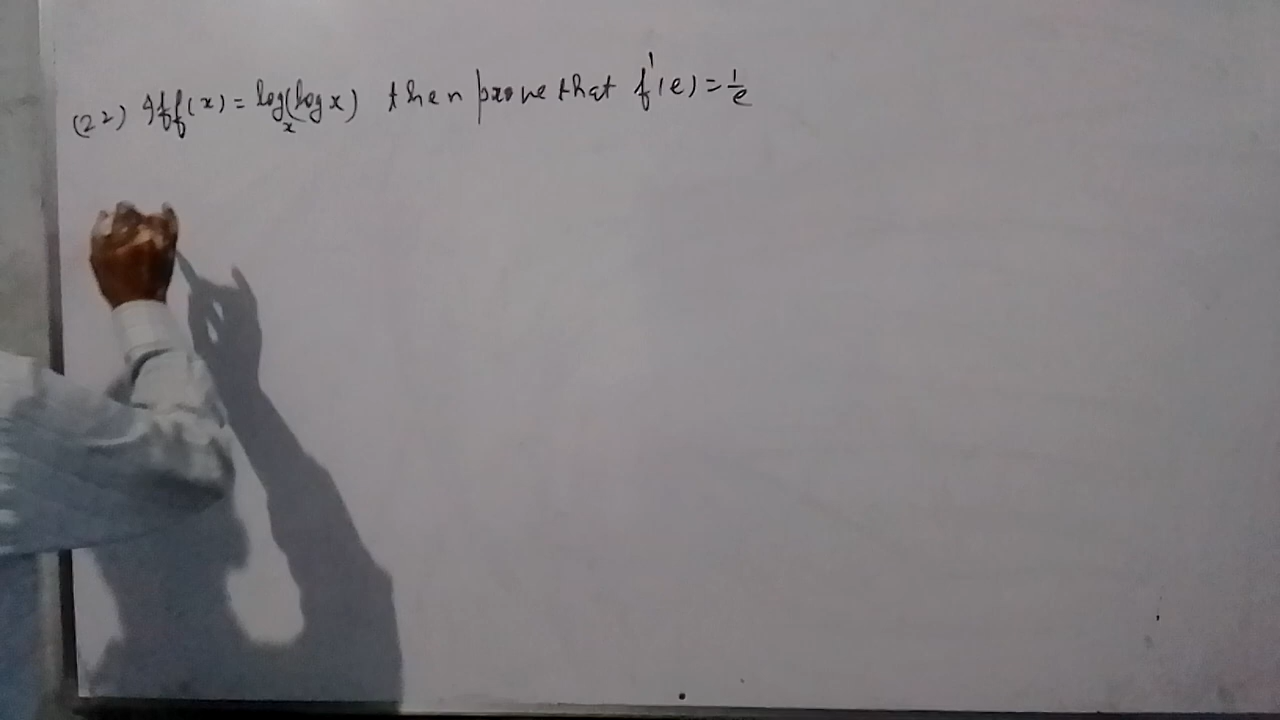 (22) If f(x) = log_x(log x) then prove that f'(e) = 1/e